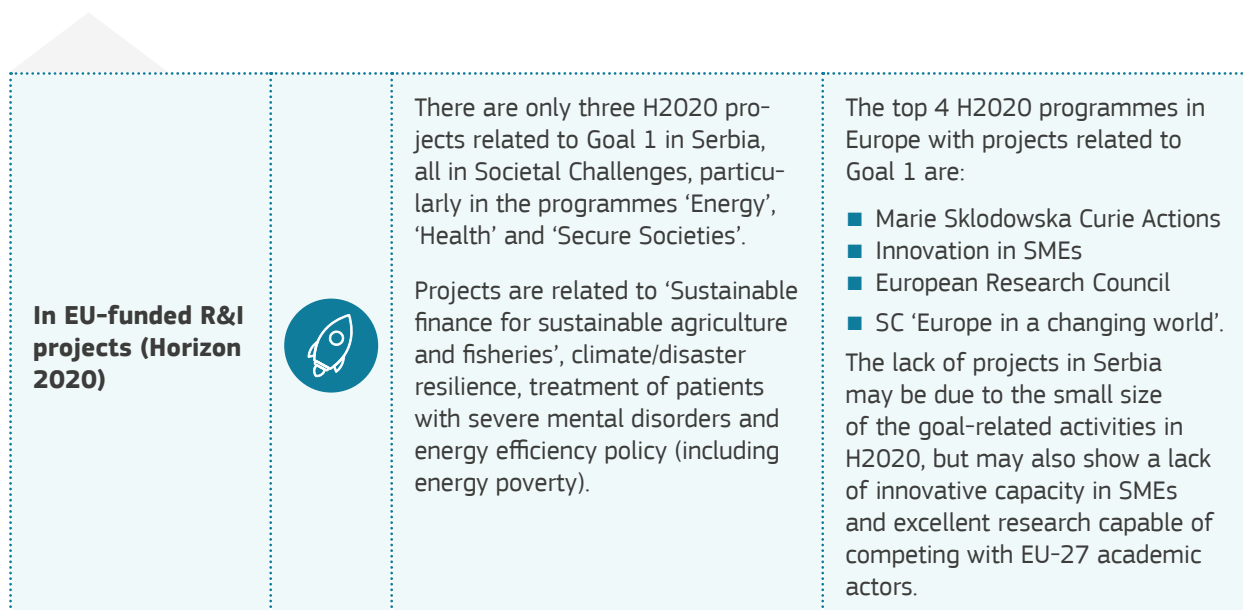 In EU-funded R&I
projects (Horizon
2020)
There are only three H2020 pro-
jects related to Goal 1 in Serbia,
all in Societal Challenges, particu-
larly in the programmes ‘Energy’,
‘Health’ and ‘Secure Societies’.
Projects are related to ‘Sustainable
finance for sustainable agriculture
and fisheries’, climate/disaster
resilience, treatment of patients
with severe mental disorders and
energy efficiency policy (including
energy poverty).
The top 4 H2020 programmes in
Europe with projects related to
Goal 1 are:
■ Marie Sklodowska Curie Actions
■ Innovation in SMEs
■ European Research Council
■ SC ‘Europe in a changing world’.
The lack of projects in Serbia
may be due to the small size
of the goal-related activities in
H2020, but may also show a lack
of innovative capacity in SMEs
and excellent research capable of
competing with EU-27 academic
actors.